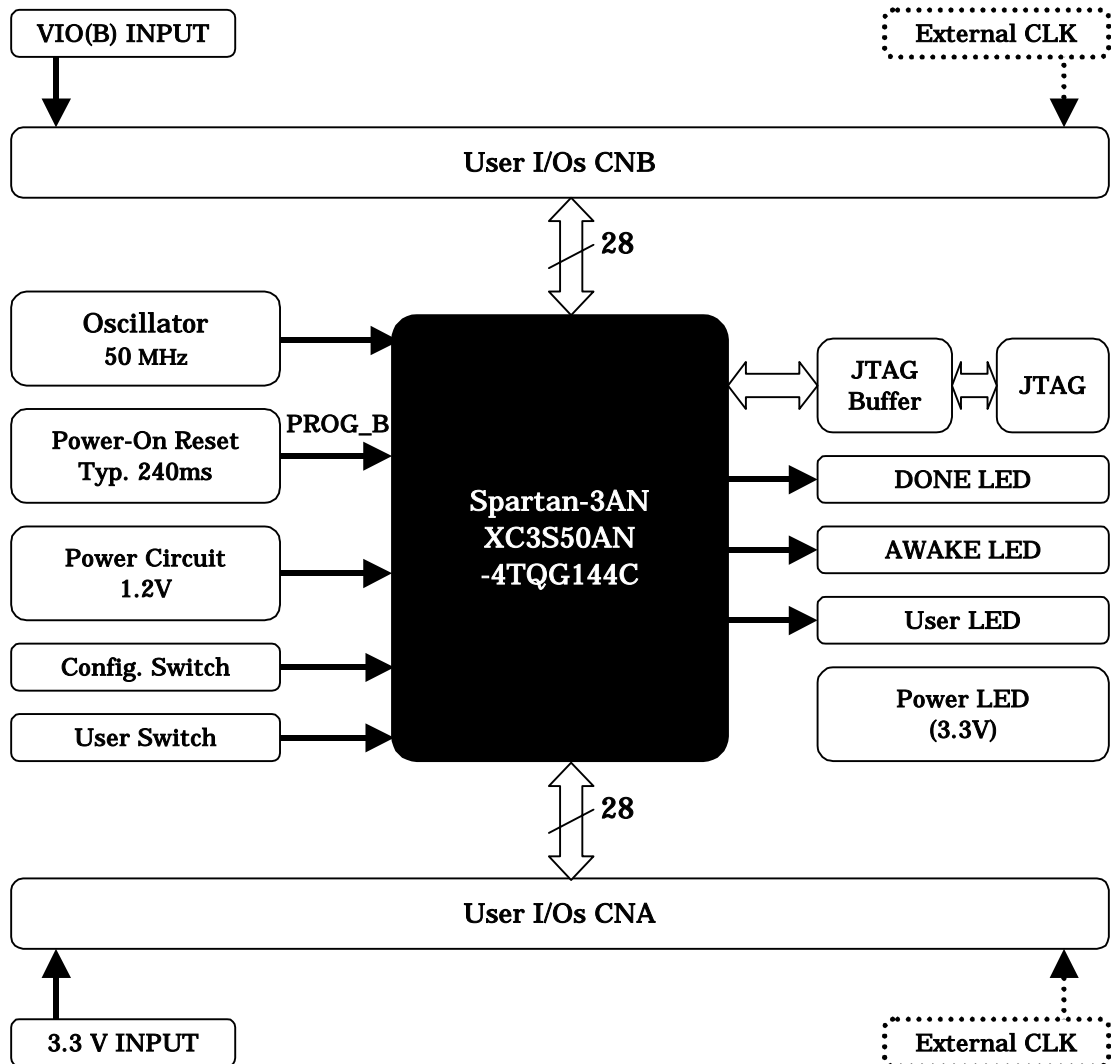 VIO(B) INPUT
External CLK
User I/Os CNB
28
Oscillator
50 MHz
JTAG
Buffer
JTAG
PROG_B
Power-On Reset
Typ. 240ms
DONE LED
Spartan-3AN
XC3S50AN
-4TQG144C
AWAKE LED
Power Circuit
1.2V
User LED
Config. Switch
Power LED
(3.3V)
User Switch
28
User I/Os CNA
3.3 V INPUT
External CLK